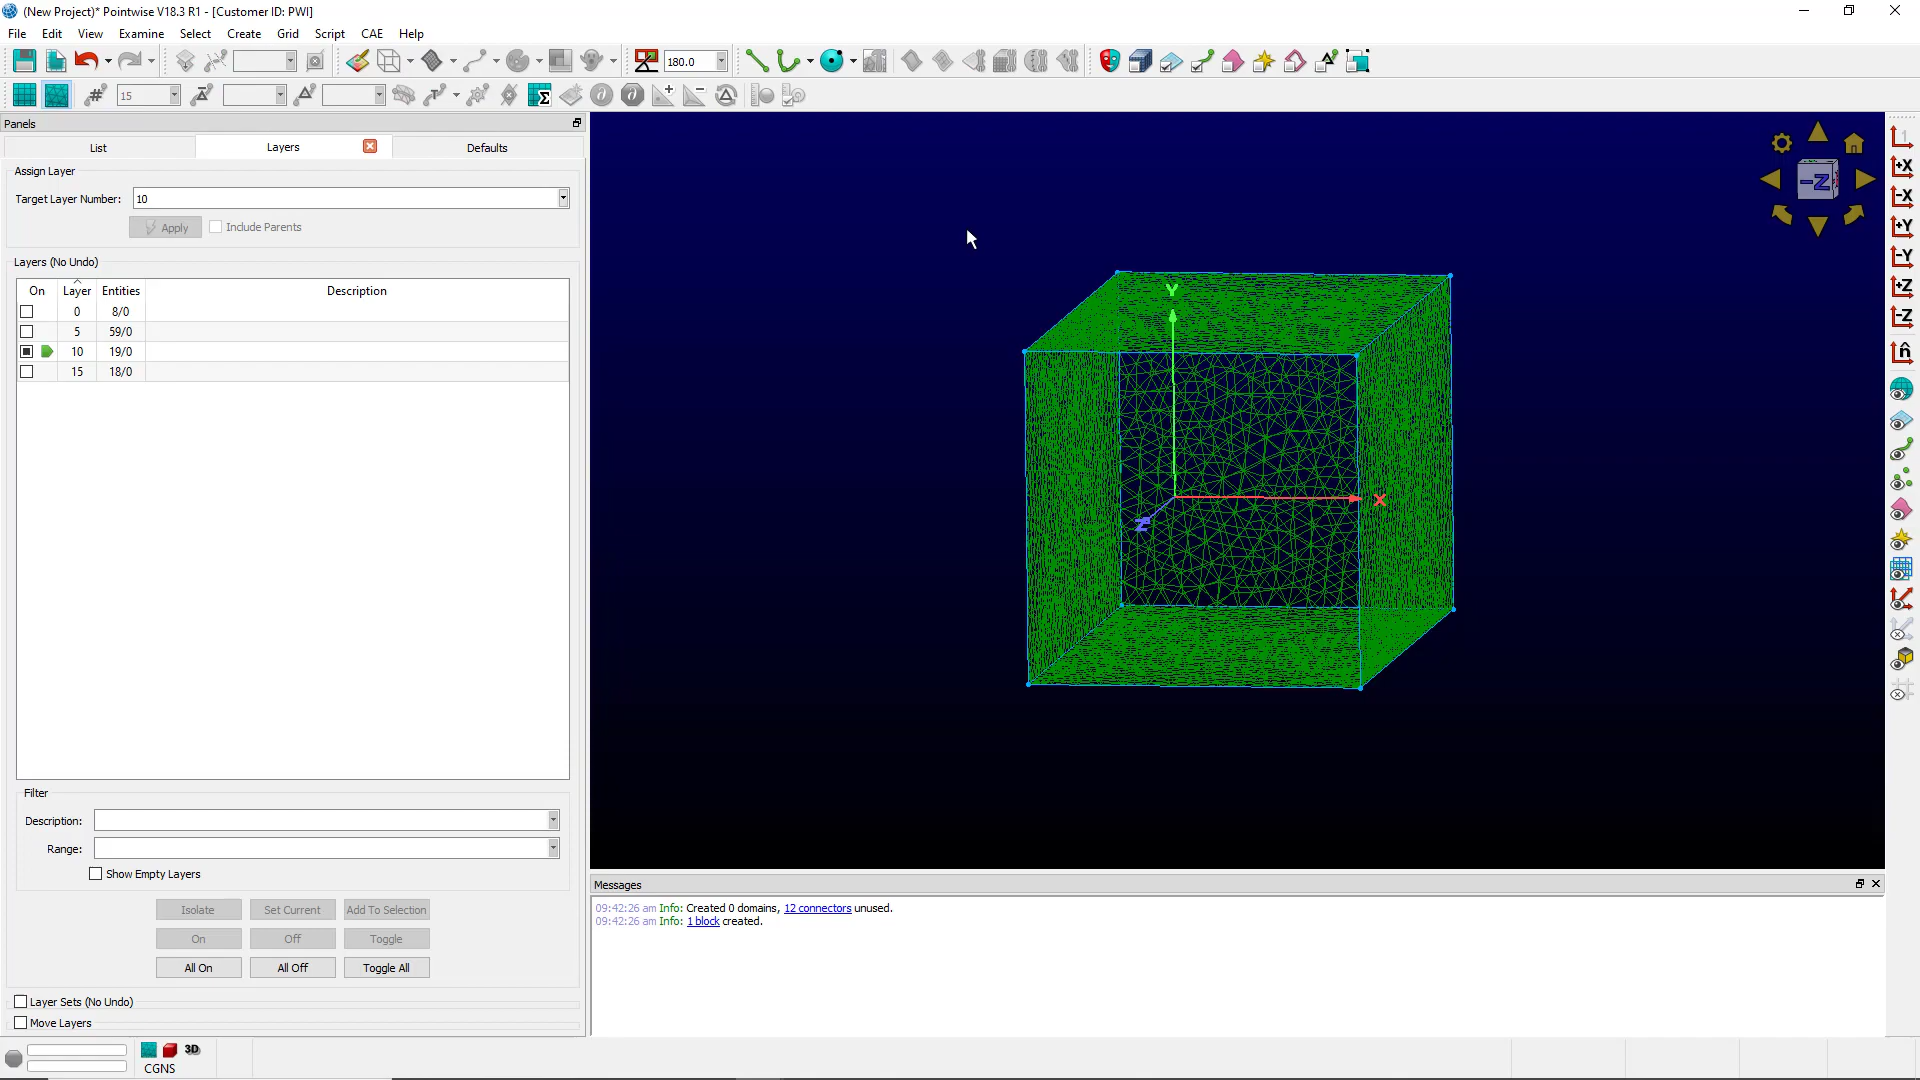 (New Project)* Pointwise V18.3 R1 - [Customer ID: PWI]
File Edit View Examine Select Create Grid Script CAE Help
180.0
15
Panels
List Layers Defaults
Assign Layer
Target Layer Number: 10
Apply Include Parents
Layers (No Undo)
On Layer Entities Description
0 8/0
5 59/0
10 19/0
15 18/0
Filter
Description:
Range:
Show Empty Layers
Isolate Set Current Add To Selection
On Off Toggle
All On All Off Toggle All
Layer Sets (No Undo)
Move Layers
3D
CGNS
-Z
Y
X
Z
Messages
09:42:26 am Info: Created 0 domains, 12 connectors unused.
09:42:26 am Info: 1 block created.
1
+X
-X
+Y
-Y
+Z
-Z
n̂